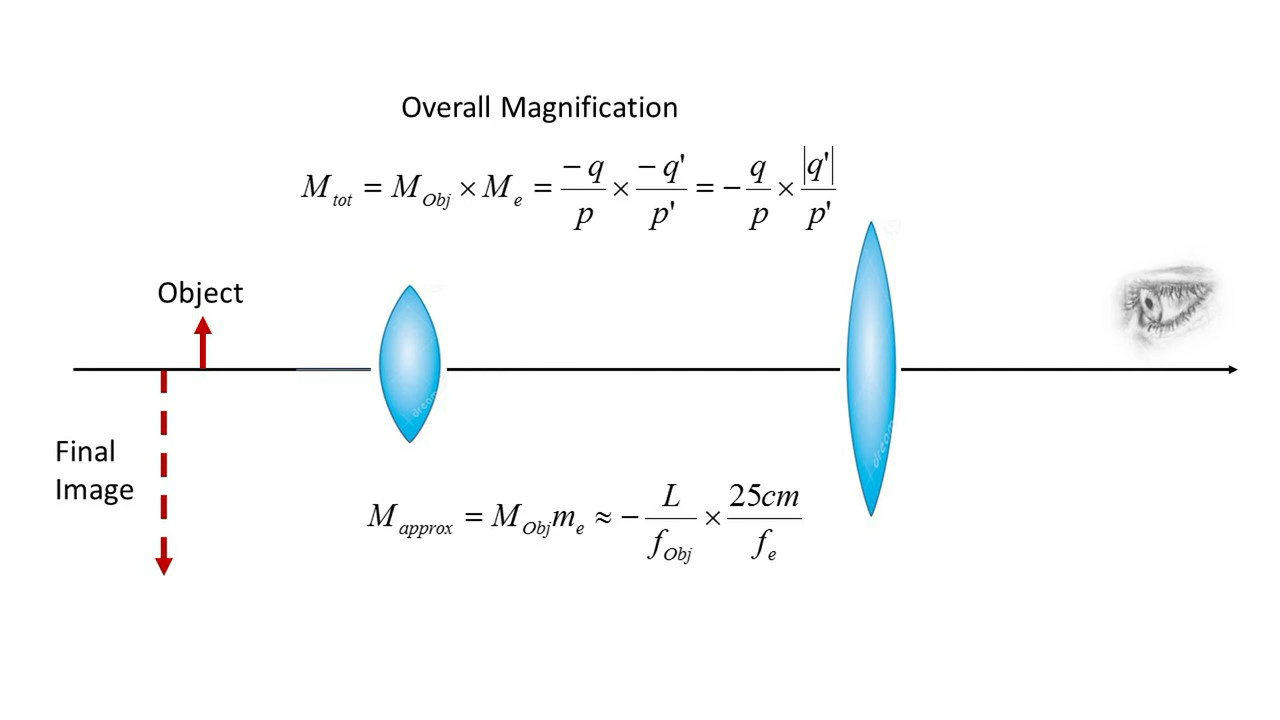 Overall Magnification
M_tot = M_Obj × M_e = -q/p × -q'/p' = - q/p × |q'|/p'
Object
Final
Image
M_approx = M_Obj m_e ≈ - L/f_Obj × 25cm/f_e